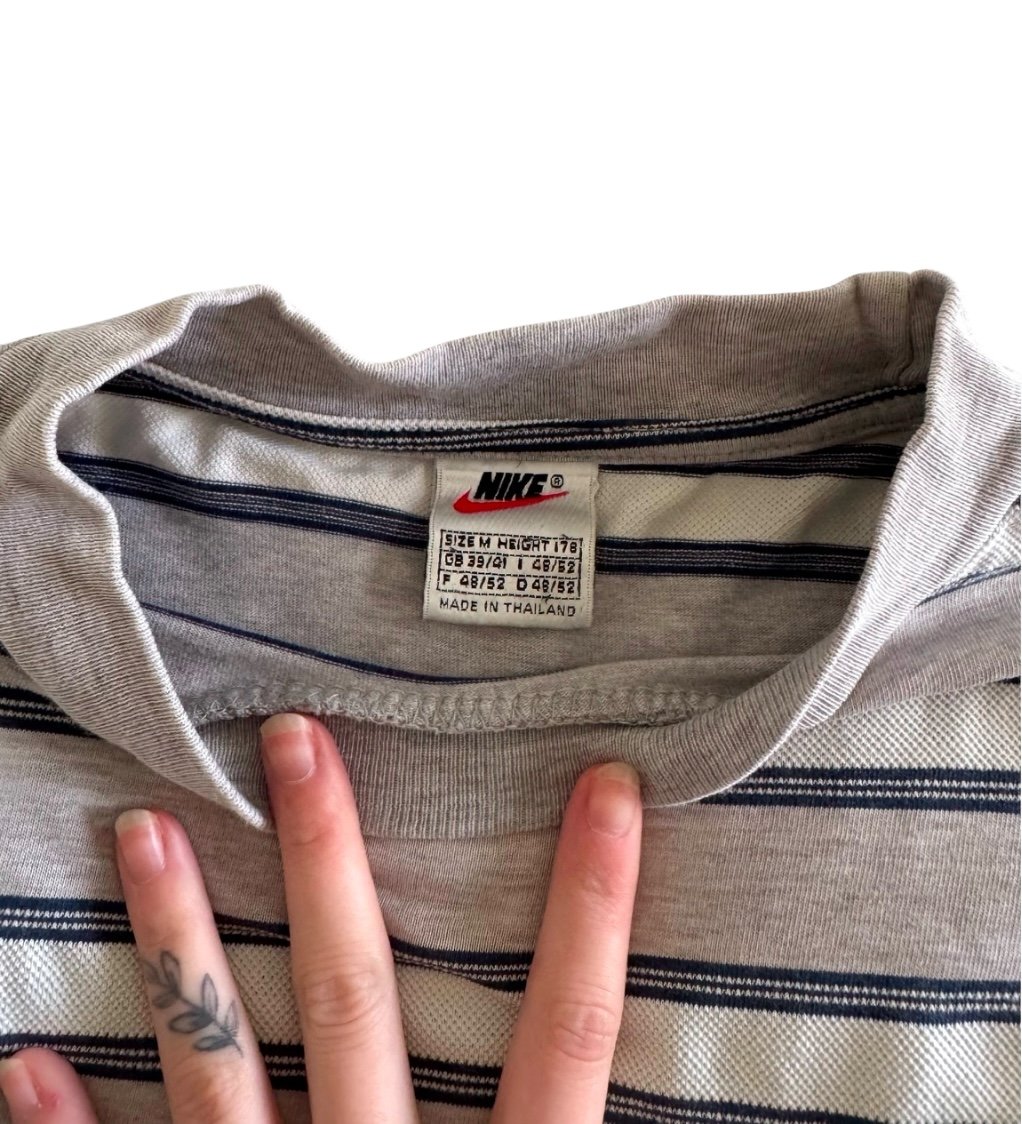 NIKE®
SIZE M HEIGHT 178
GB 39/41 I 48/52
F 48/52 D 48/52
MADE IN THAILAND